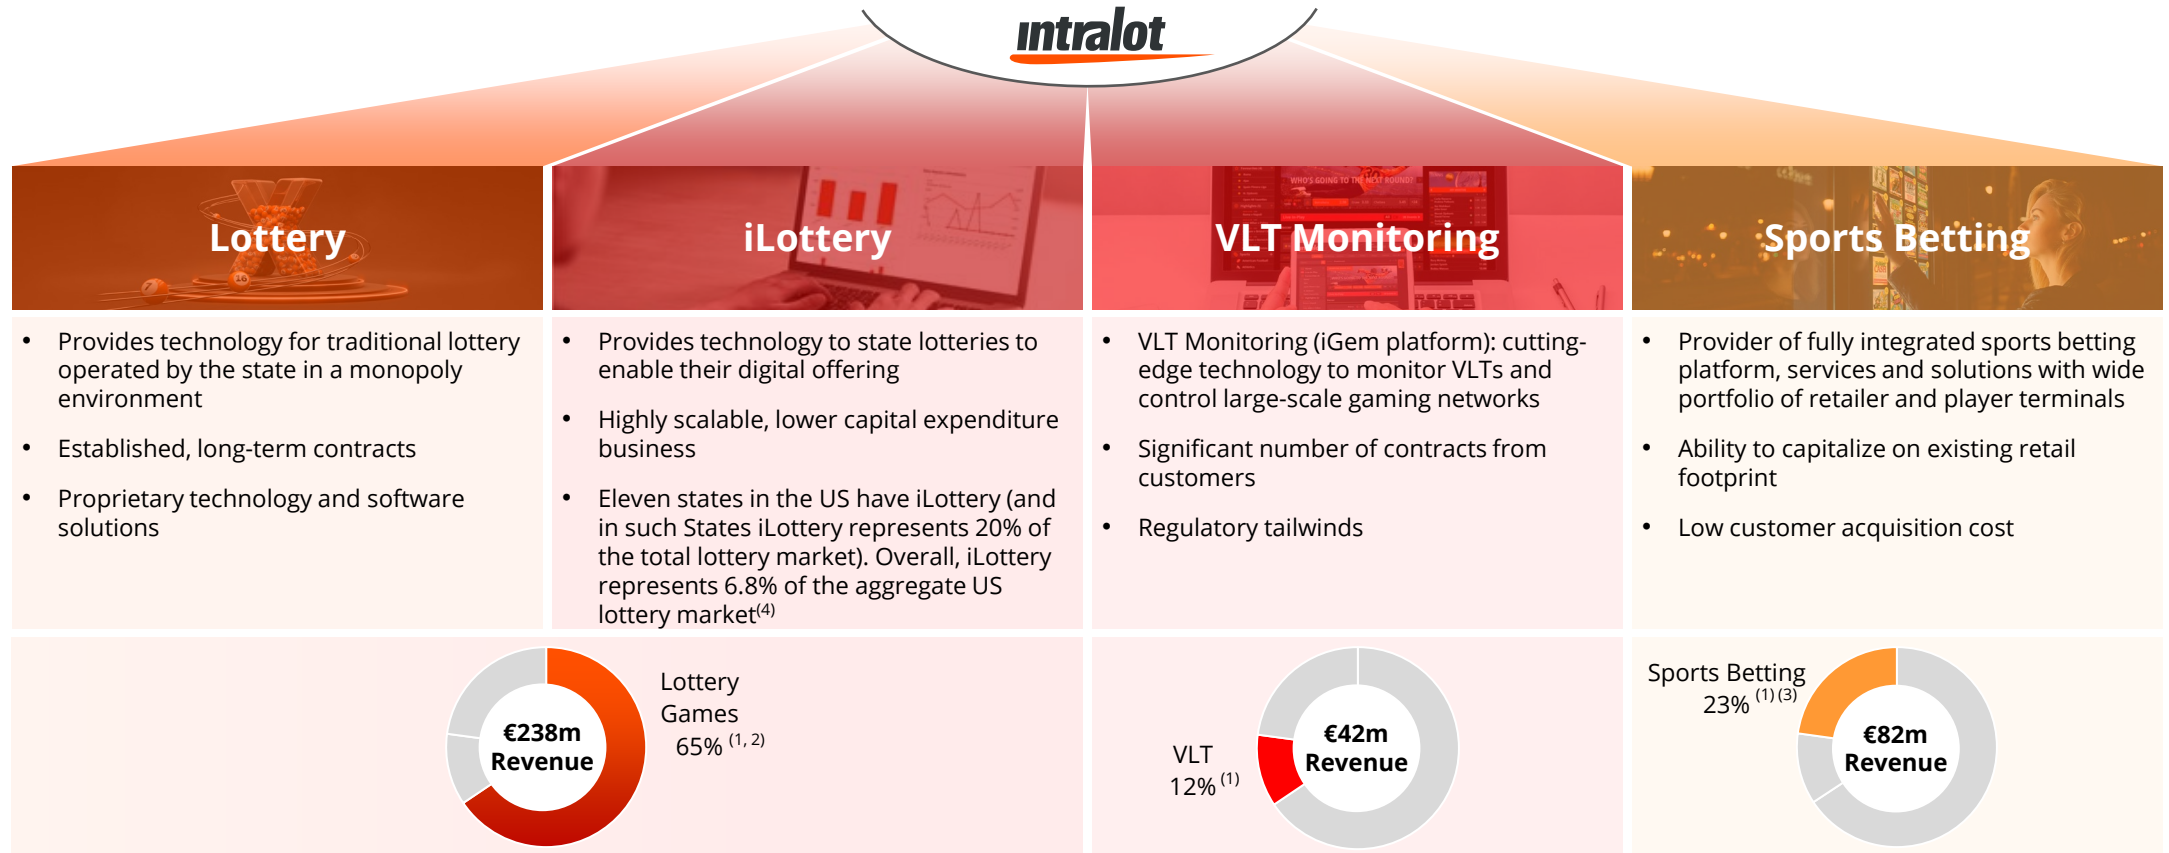 intralot
Lottery
iLottery
VLT Monitoring
Sports Betting
7
16
WHO'S GOING TO THE NEXT ROUND?
• Provides technology for traditional lottery
operated by the state in a monopoly
environment
• Established, long-term contracts
• Proprietary technology and software
solutions
• Provides technology to state lotteries to
enable their digital offering
• Highly scalable, lower capital expenditure
business
• Eleven states in the US have iLottery (and
in such States iLottery represents 20% of
the total lottery market). Overall, iLottery
represents 6.8% of the aggregate US
lottery market(4)
• VLT Monitoring (iGem platform): cutting-
edge technology to monitor VLTs and
control large-scale gaming networks
• Significant number of contracts from
customers
• Regulatory tailwinds
• Provider of fully integrated sports betting
platform, services and solutions with wide
portfolio of retailer and player terminals
• Ability to capitalize on existing retail
footprint
• Low customer acquisition cost
€238m
Revenue
Lottery
Games
65% (1, 2)
VLT
12% (1)
€42m
Revenue
Sports Betting
23% (1) (3)
€82m
Revenue